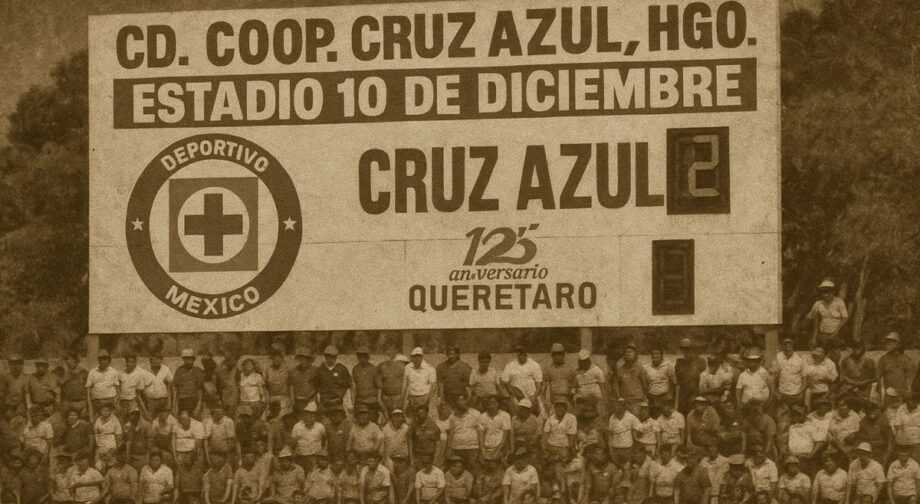 CD. COOP. CRUZ AZUL, HGO.
ESTADIO 10 DE DICIEMBRE
DEPORTIVO
MEXICO
CRUZ AZUL 2
125
aniversario
QUERETARO